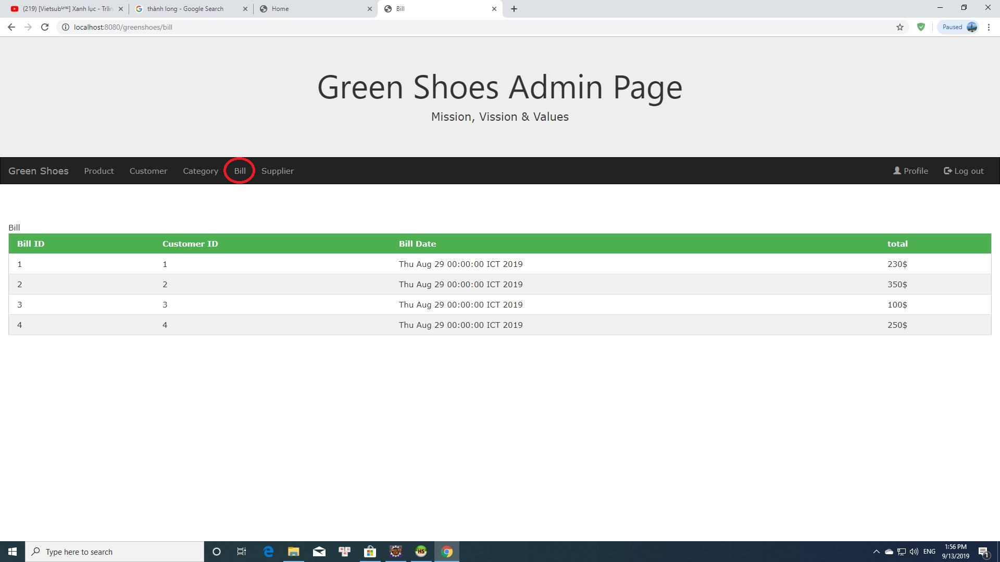 (219) [VietsubLyric] Xanh lục - Trần
thành long - Google Search
Home
Bill
localhost:8080/greenshoes/bill
Paused
Green Shoes Admin Page
Mission, Vission & Values
Green Shoes Product Customer Category Bill Supplier Profile Log out
Bill
Bill ID Customer ID Bill Date total
1 1 Thu Aug 29 00:00:00 ICT 2019 230$
2 2 Thu Aug 29 00:00:00 ICT 2019 350$
3 3 Thu Aug 29 00:00:00 ICT 2019 100$
4 4 Thu Aug 29 00:00:00 ICT 2019 250$
Type here to search
HS
ENG
1:56 PM
9/13/2019
1